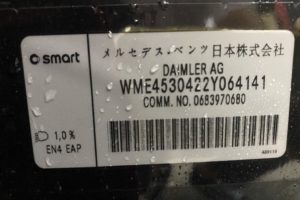 smart
メルセデス・ベンツ日本株式会社
DAIMLER AG
WME4530422Y064141
COMM. NO. 0683970680
1,0%
EN4 EAP